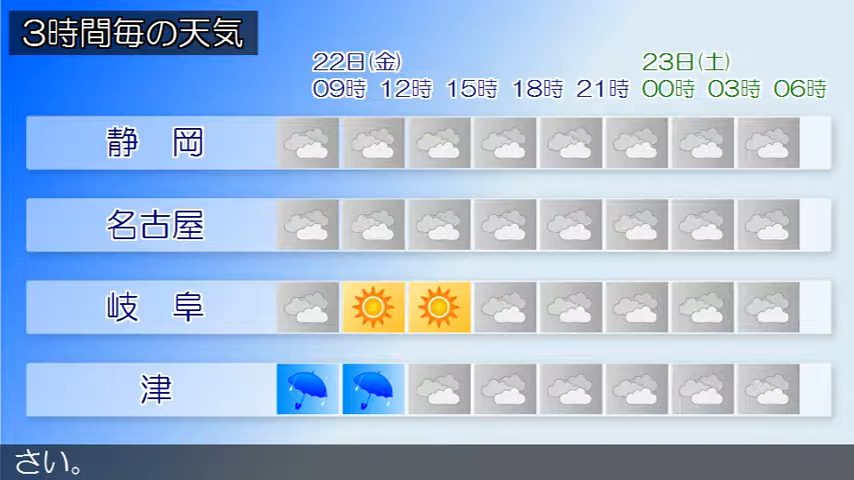 3時間毎の天気
22日(金) 23日(土)
09時 12時 15時 18時 21時 00時 03時 06時
静 岡
名古屋
岐 阜
津
さい。